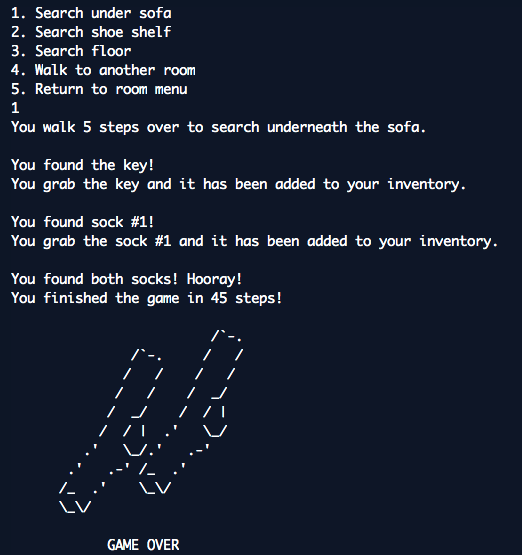 1. Search under sofa
2. Search shoe shelf
3. Search floor
4. Walk to another room
5. Return to room menu
1
You walk 5 steps over to search underneath the sofa.
You found the key!
You grab the key and it has been added to your inventory.
You found sock #1!
You grab the sock #1 and it has been added to your inventory.
You found both socks! Hooray!
You finished the game in 45 steps!
GAME OVER